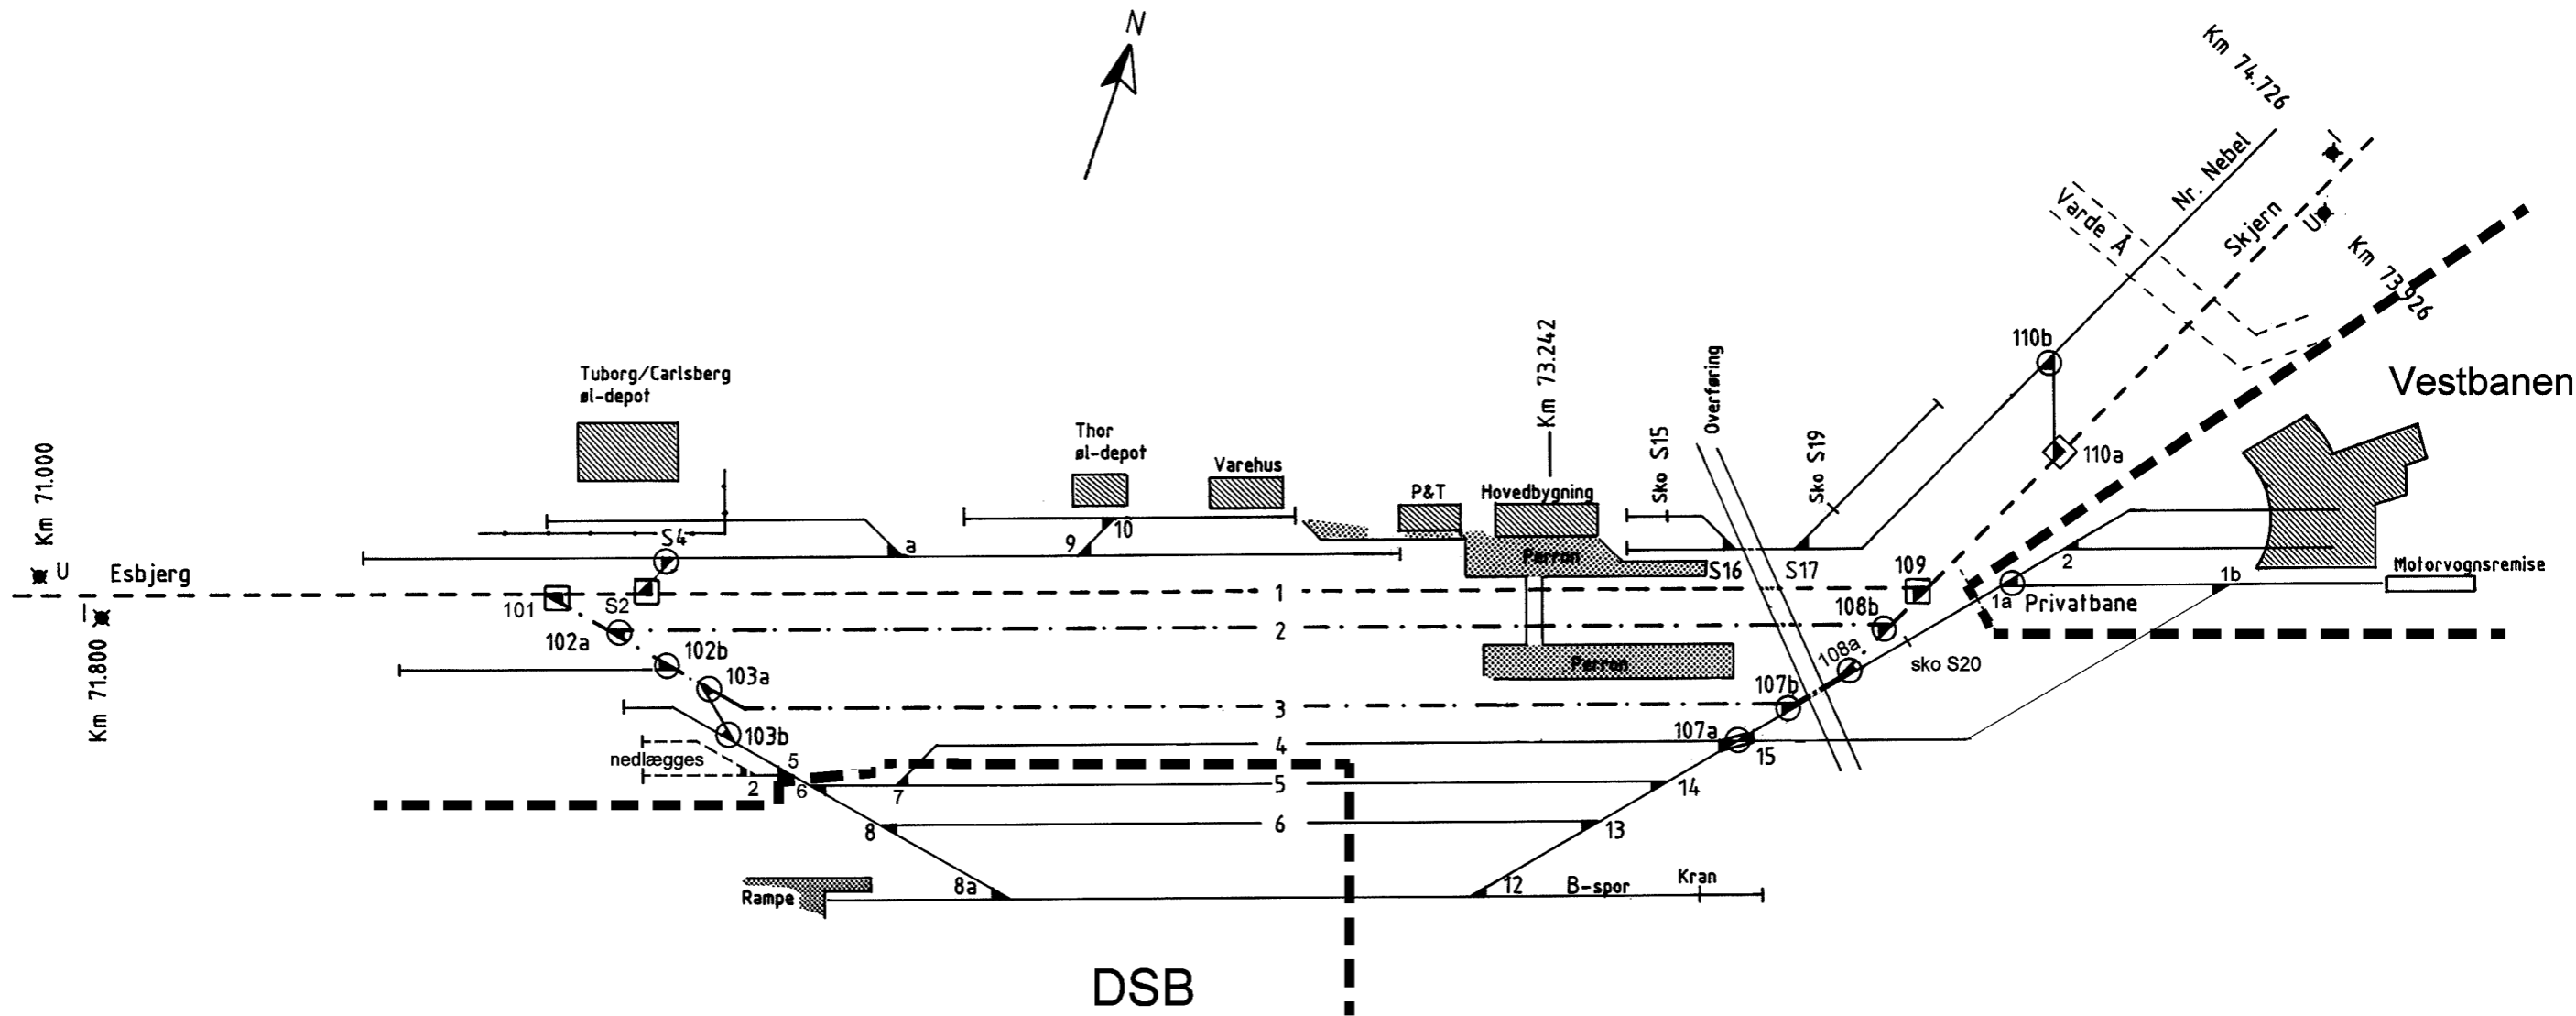 N
Km 74.726
Nr. Nebel
Skjern
Varde Å
U
I
Km 73.926
Vestbanen
110b
110a
Tuborg/Carlsberg
øl-depot
Thor
øl-depot
Varehus
P&T
Hovedbygning
Km 73.242
Overføring
Sko S15
Sko S19
Km 71.000
U
Esbjerg
I
Km 71.800
S4
a
9
10
Perron
S16
S17
109
2
1b
Motorvognsremise
101
S2
1
108b
1a
Privatbane
102a
2
102b
Perron
108a
sko S20
103a
107b
3
103b
107a
4
15
nedlægges
5
2
6
7
5
14
8
6
13
Rampe
8a
12
B-spor
Kran
DSB